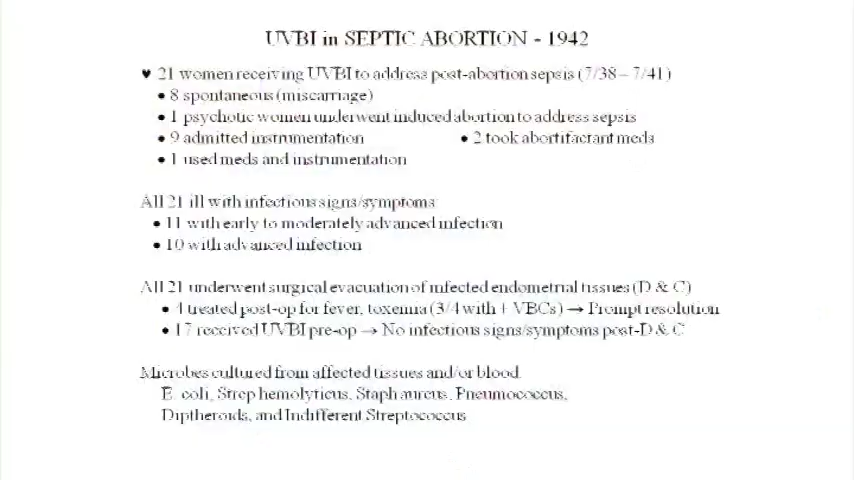 UVBI in SEPTIC ABORTION - 1942
♥ 21 women receiving UVBI to address post-abortion sepsis (7/38 – 7/41)
• 8 spontaneous (miscarriage)
• 1 psychotic women underwent induced abortion to address sepsis
• 9 admitted instrumentation • 2 took abortifactrant meds
• 1 used meds and instrumentation
All 21 ill with infectious signs/symptoms
• 11 with early to moderately advanced infection
• 10 with advanced infection
All 21 underwent surgical evacuation of infected endometrial tissues (D & C)
• 4 treated post-op for fever, toxemia (3/4 with + VBCs) → Prompt resolution
• 17 received UVBI pre-op → No infectious signs/symptoms post-D & C
Microbes cultured from affected tissues and/or blood
E. coli, Strep hemolyticus, Staph aureus, Pneumococcus,
Diptheroids, and Indifferent Streptococcus